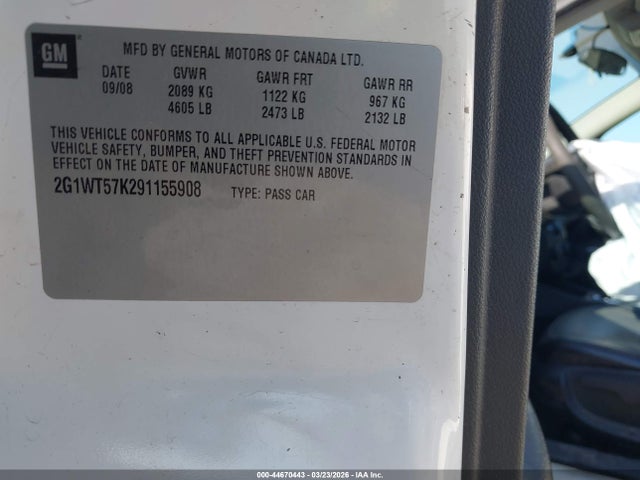 GM
MFD BY GENERAL MOTORS OF CANADA LTD.
DATE GVWR GAWR FRT GAWR RR
09/08 2089 KG 1122 KG 967 KG
4605 LB 2473 LB 2132 LB
THIS VEHICLE CONFORMS TO ALL APPLICABLE U.S. FEDERAL MOTOR
VEHICLE SAFETY, BUMPER, AND THEFT PREVENTION STANDARDS IN
EFFECT ON THE DATE OF MANUFACTURE SHOWN ABOVE.
2G1WT57K291155908 TYPE: PASS CAR
000-44670443 - 03/23/2026 - IAA Inc.